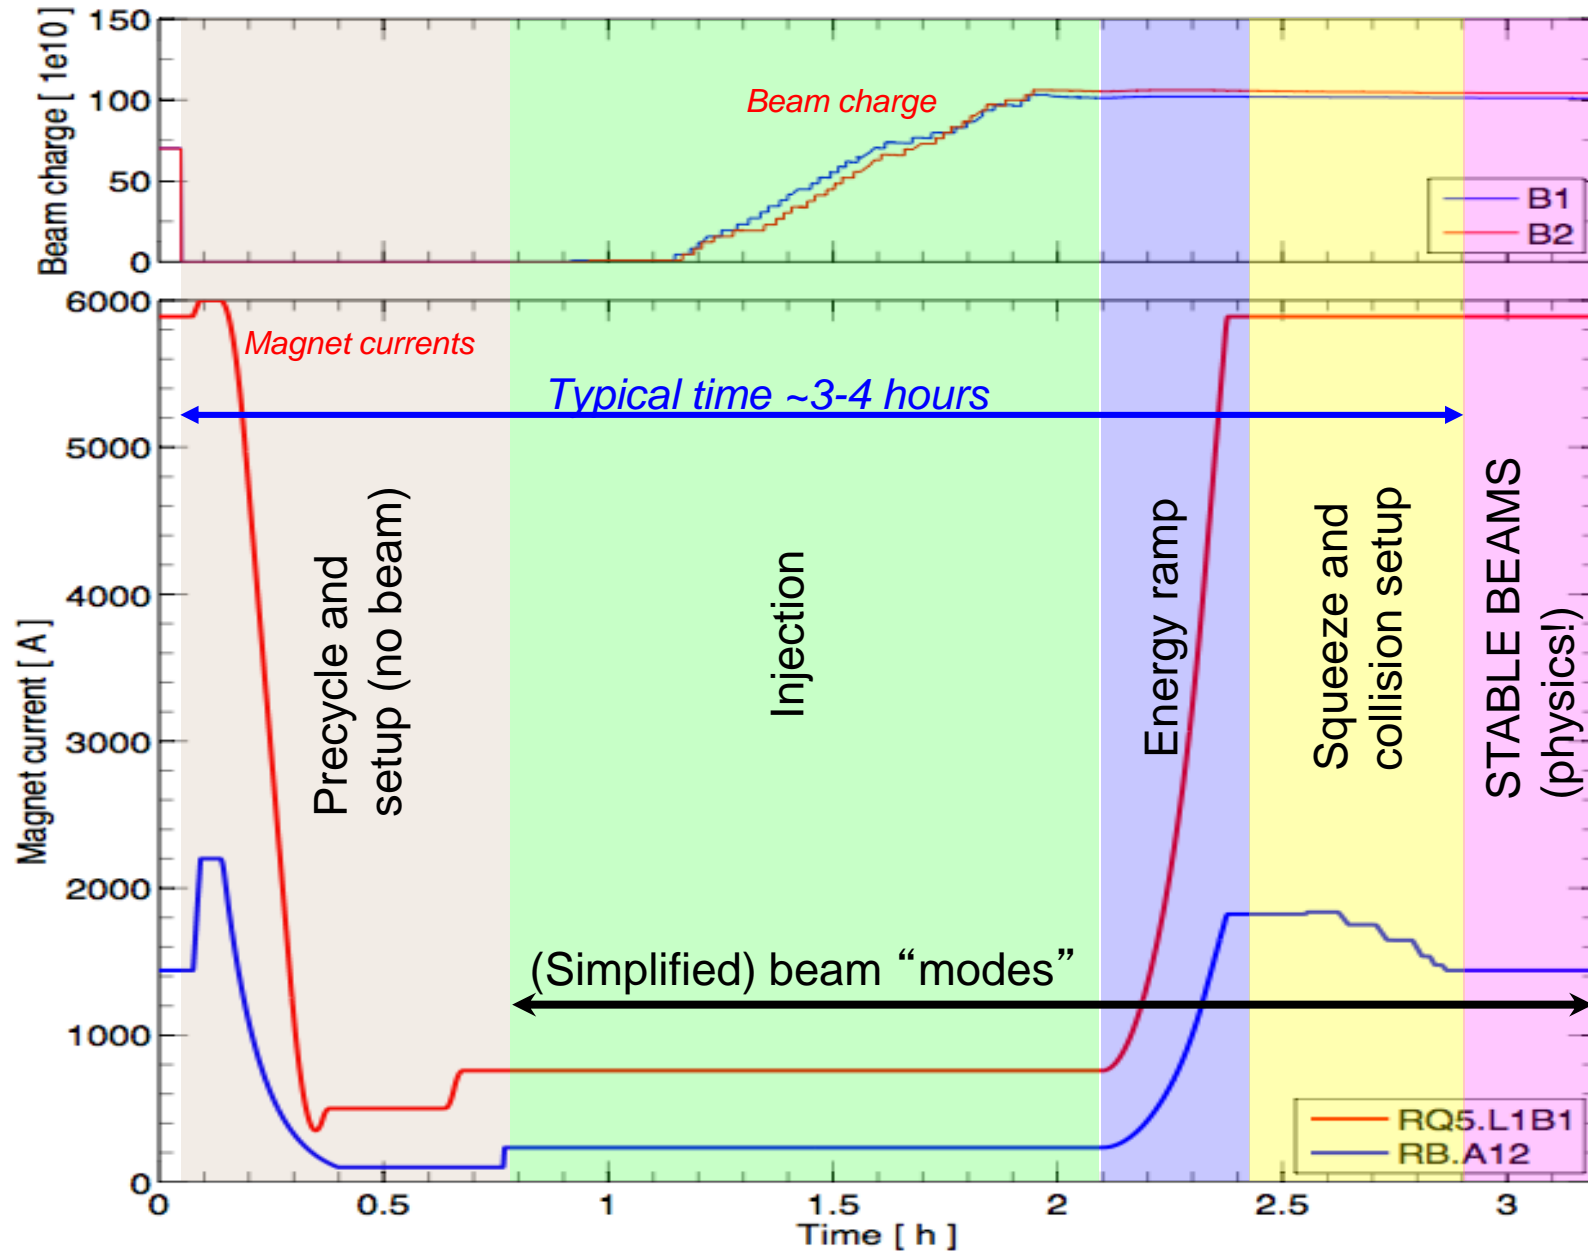 150
100
50
0
Beam charge [ 1e10 ]
Beam charge
B1
B2
6000
5000
4000
3000
2000
1000
0
Magnet current [ A ]
Magnet currents
Typical time ~3-4 hours
Precycle and
setup (no beam)
Injection
Energy ramp
Squeeze and
collision setup
STABLE BEAMS
(physics!)
(Simplified) beam “modes”
RQ5.L1B1
RB.A12
0 0.5 1 1.5 2 2.5 3
Time [ h ]